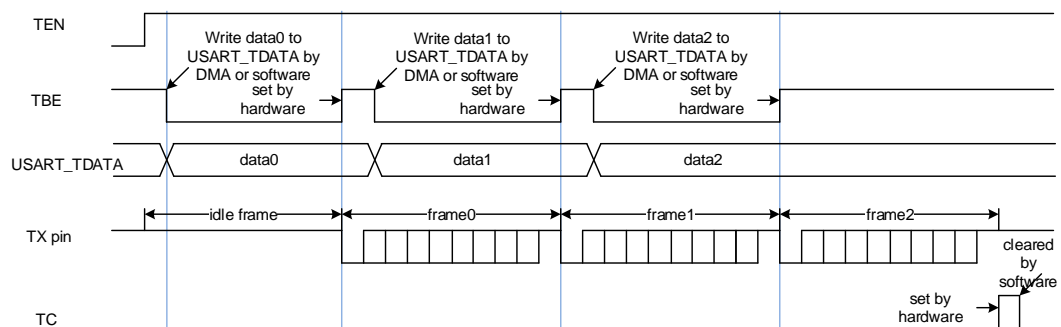 TEN
Write data0 to
USART_TDATA by
DMA or software
Write data1 to
USART_TDATA by
DMA or software
Write data2 to
USART_TDATA by
DMA or software
TBE
set by
hardware
set by
hardware
set by
hardware
USART_TDATA
data0
data1
data2
idle frame
frame0
frame1
frame2
TX pin
cleared
by
software
set by
hardware
TC